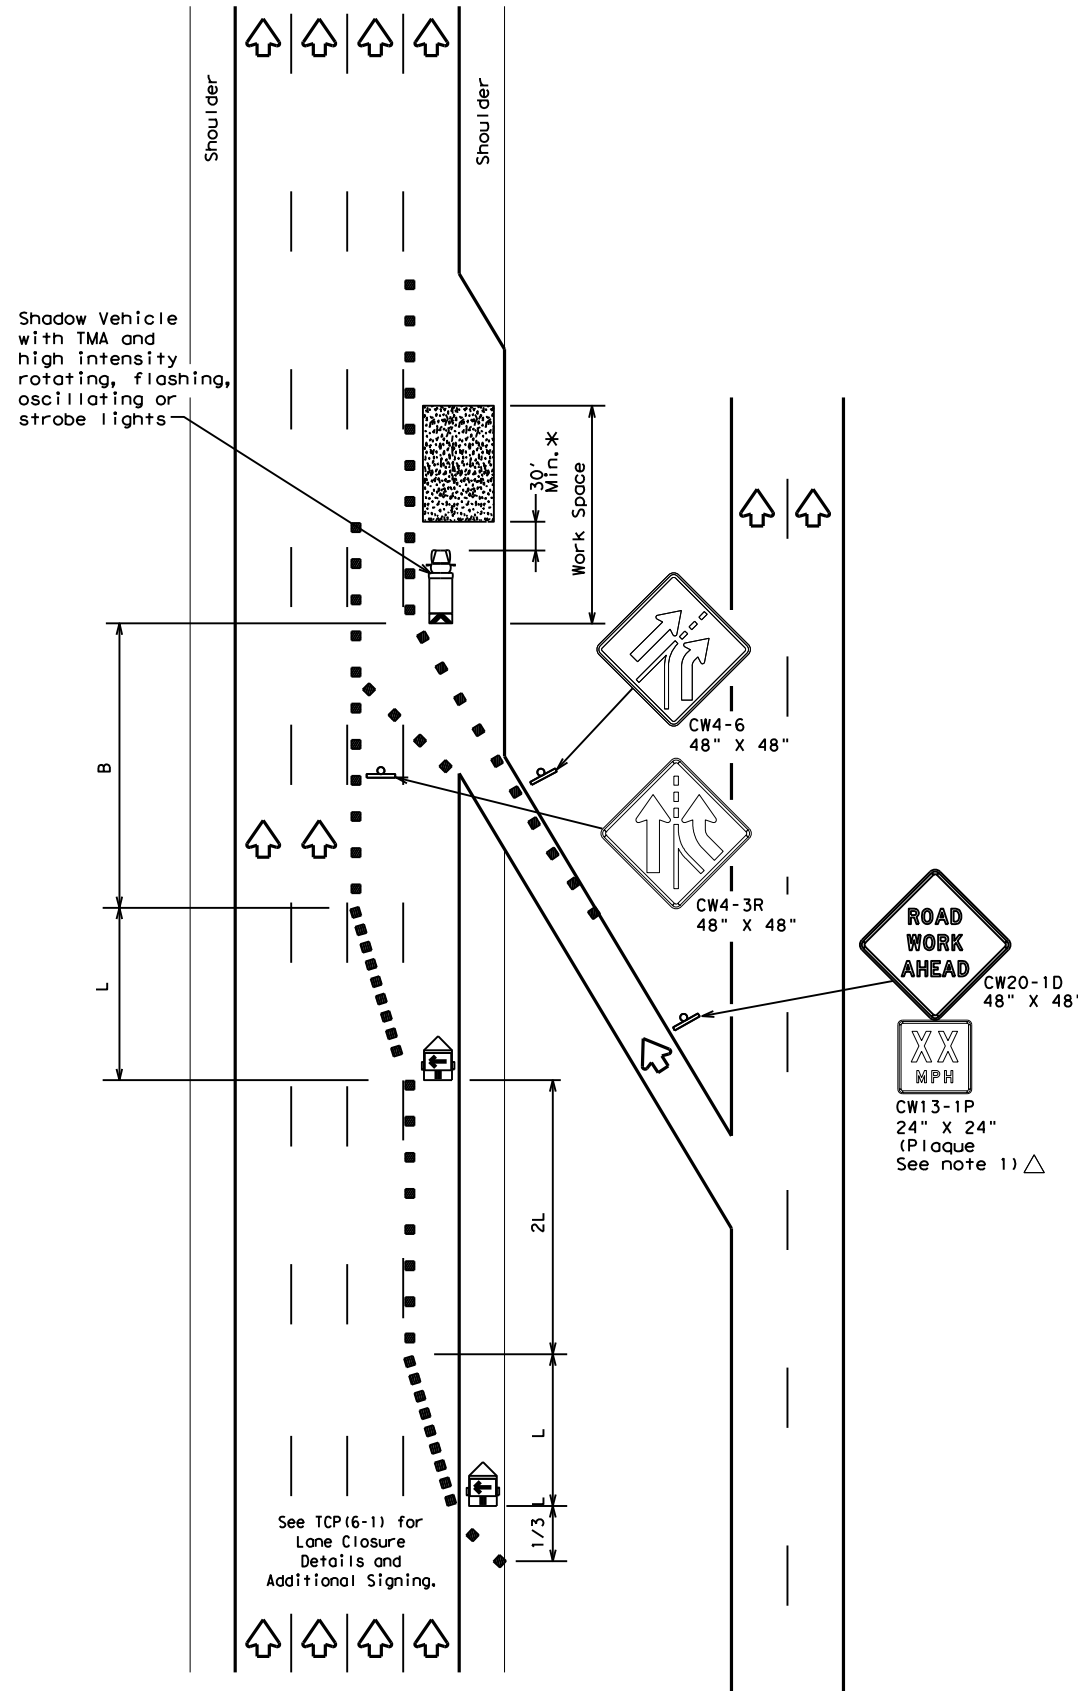 Shoulder
Shoulder
Shadow Vehicle
with TMA and
high intensity
rotating, flashing,
oscillating or
strobe lights
30'
Min.*
Work Space
CW4-6
48" X 48"
B
CW4-3R
48" X 48"
ROAD
WORK
AHEAD
CW20-1D
48" X 48"
L
XX
MPH
CW13-1P
24" X 24"
(Plaque
See note 1) △
2L
L
1/3 L
See TCP(6-1) for
Lane Closure
Details and
Additional Signing.